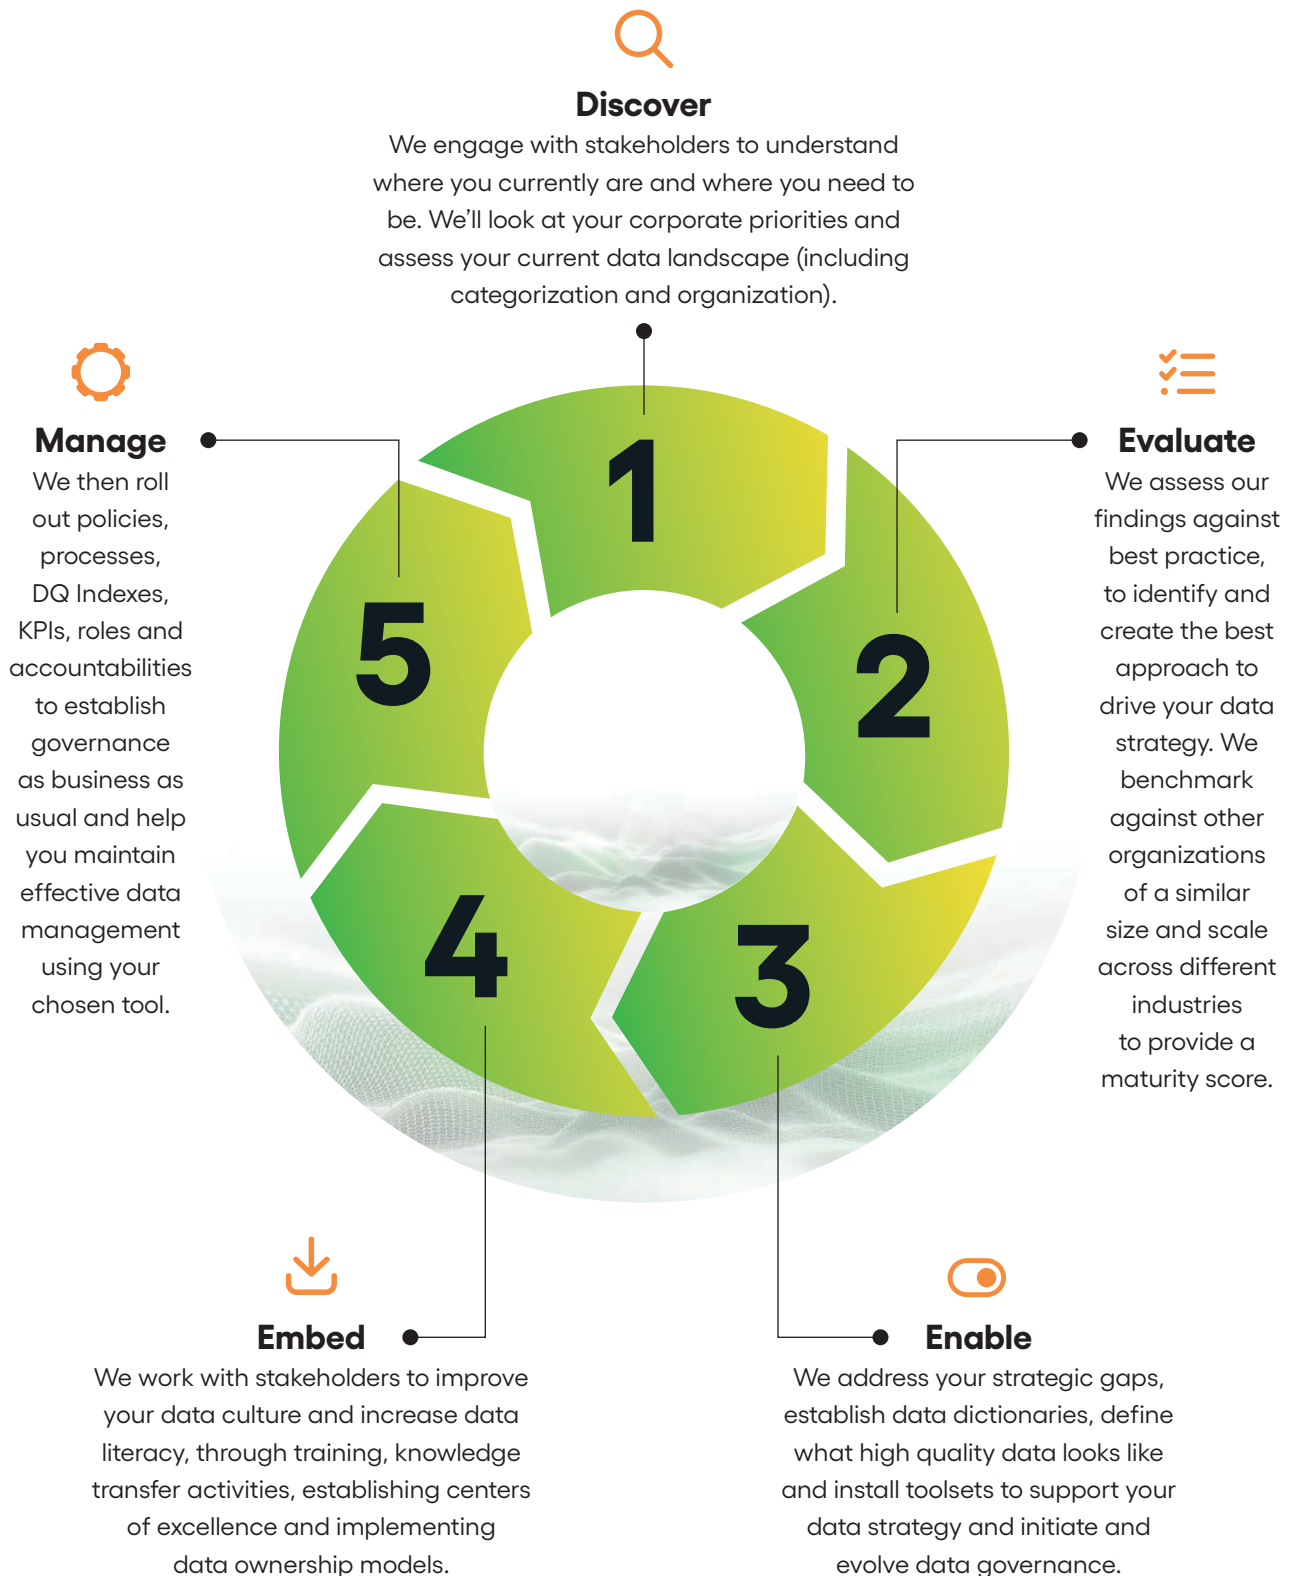 Discover
We engage with stakeholders to understand
where you currently are and where you need to
be. We’ll look at your corporate priorities and
assess your current data landscape (including
categorization and organization).
1
Evaluate
We assess our
findings against
best practice,
to identify and
create the best
approach to
drive your data
strategy. We
benchmark
against other
organizations
of a similar
size and scale
across different
industries
to provide a
maturity score.
2
Enable
We address your strategic gaps,
establish data dictionaries, define
what high quality data looks like
and install toolsets to support your
data strategy and initiate and
evolve data governance.
3
Embed
We work with stakeholders to improve
your data culture and increase data
literacy, through training, knowledge
transfer activities, establishing centers
of excellence and implementing
data ownership models.
4
Manage
We then roll
out policies,
processes,
DQ Indexes,
KPIs, roles and
accountabilities
to establish
governance
as business as
usual and help
you maintain
effective data
management
using your
chosen tool.
5